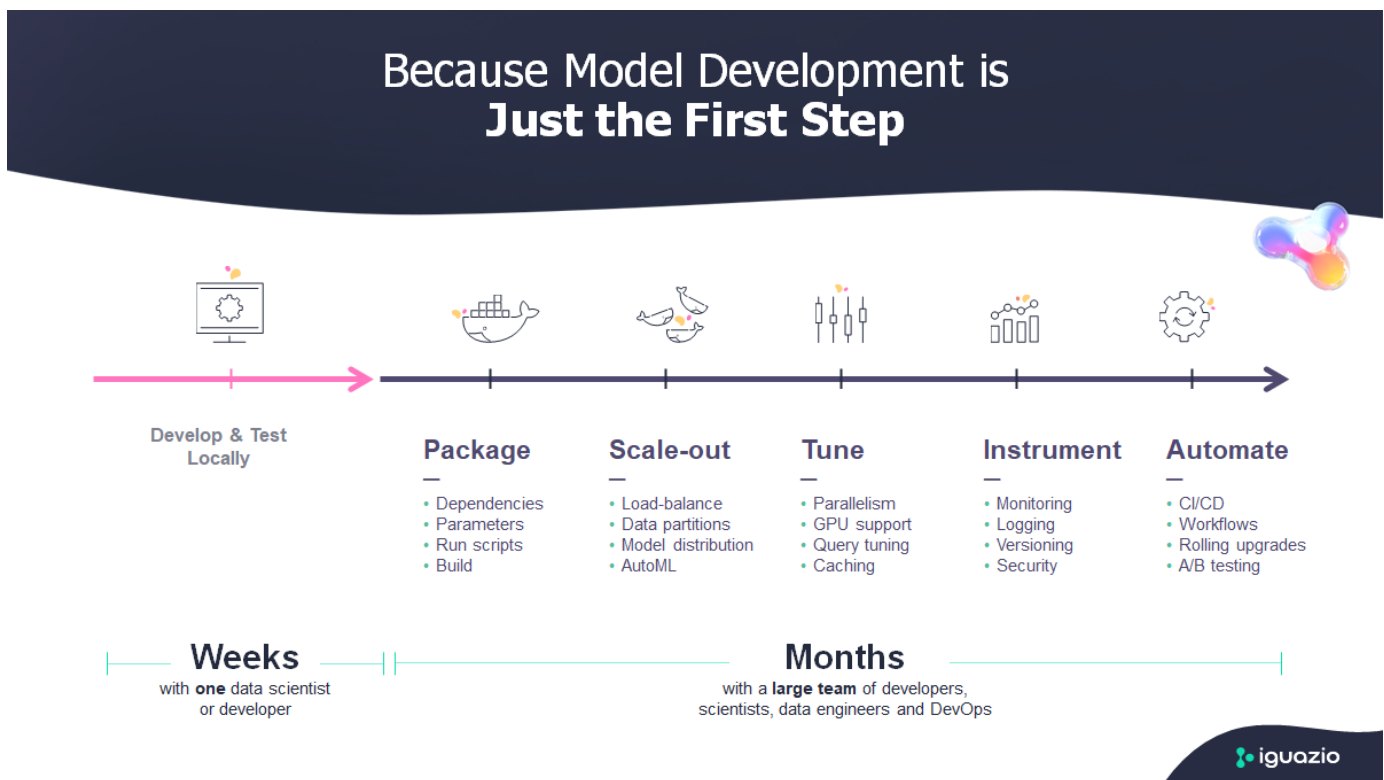 Because Model Development is
Just the First Step
Develop & Test
Locally
Package
• Dependencies
• Parameters
• Run scripts
• Build
Scale-out
• Load-balance
• Data partitions
• Model distribution
• AutoML
Tune
• Parallelism
• GPU support
• Query tuning
• Caching
Instrument
• Monitoring
• Logging
• Versioning
• Security
Automate
• CI/CD
• Workflows
• Rolling upgrades
• A/B testing
Weeks
with one data scientist
or developer
Months
with a large team of developers,
scientists, data engineers and DevOps
iguazio